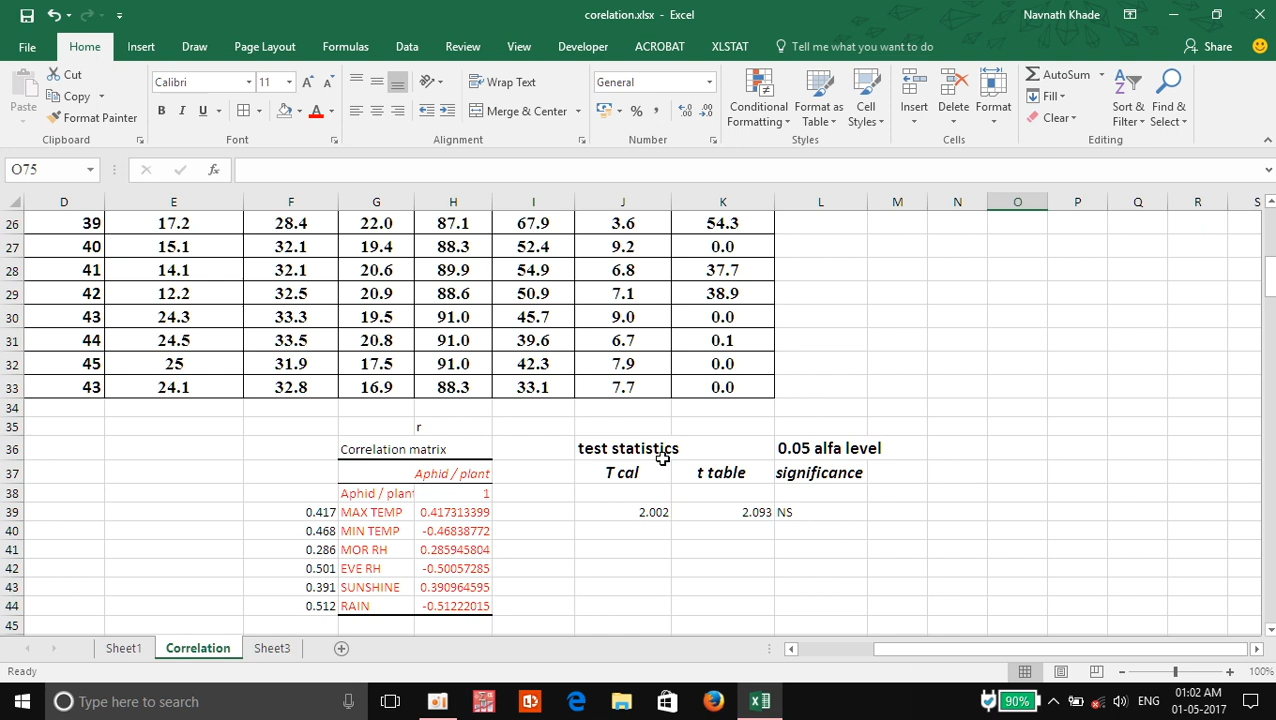 corelation.xlsx - Excel
Navnath Khade
File Home Insert Draw Page Layout Formulas Data Review View Developer ACROBAT XLSTAT Tell me what you want to do Share
Paste
Cut
Copy
Format Painter
Clipboard
Calibri 11
B I U
Font
Wrap Text
Merge & Center
Alignment
General
% ,
Number
Conditional Formatting
Format as Table
Cell Styles
Styles
Insert Delete Format
Cells
AutoSum
Fill
Clear
Sort & Filter
Find & Select
Editing
O75 fx
D E F G H I J K L M N O P Q R S
26 39 17.2 28.4 22.0 87.1 67.9 3.6 54.3
27 40 15.1 32.1 19.4 88.3 52.4 9.2 0.0
28 41 14.1 32.1 20.6 89.9 54.9 6.8 37.7
29 42 12.2 32.5 20.9 88.6 50.9 7.1 38.9
30 43 24.3 33.3 19.5 91.0 45.7 9.0 0.0
31 44 24.5 33.5 20.8 91.0 39.6 6.7 0.1
32 45 25 31.9 17.5 91.0 42.3 7.9 0.0
33 43 24.1 32.8 16.9 88.3 33.1 7.7 0.0
34
35 r
36 Correlation matrix test statistics 0.05 alfa level
37 Aphid / plant T cal t table significance
38 Aphid / plant 1
39 0.417 MAX TEMP 0.417313399 2.002 2.093 NS
40 0.468 MIN TEMP -0.46838772
41 0.286 MOR RH 0.285945804
42 0.501 EVE RH -0.50057285
43 0.391 SUNSHINE 0.390964595
44 0.512 RAIN -0.51222015
45
Sheet1 Correlation Sheet3
Ready 100%
Type here to search
90% ENG
01:02 AM
01-05-2017